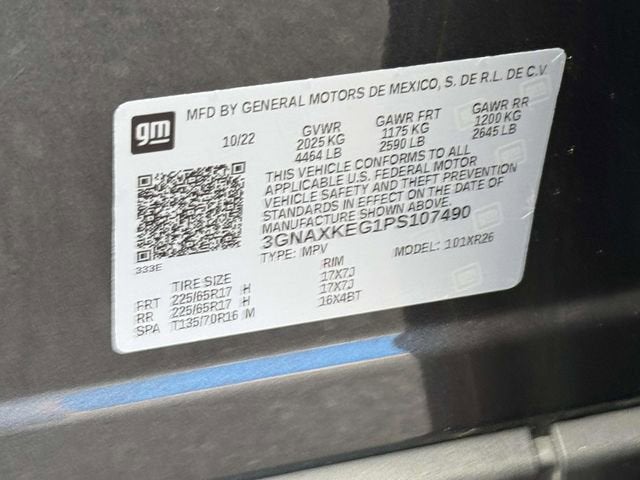 gm
MFD BY GENERAL MOTORS DE MEXICO, S. DE R.L. DE C.V.
10/22 GVWR GAWR FRT GAWR RR
2025 KG 1175 KG 1200 KG
4464 LB 2590 LB 2645 LB
THIS VEHICLE CONFORMS TO ALL
APPLICABLE U.S. FEDERAL MOTOR
VEHICLE SAFETY AND THEFT PREVENTION
STANDARDS IN EFFECT ON THE DATE OF
MANUFACTURE SHOWN ABOVE.
3GNAXKEG1PS107490
TYPE: MPV MODEL: 101XR26
333E
TIRE SIZE RIM
FRT 225/65R17 H 17X7J
RR 225/65R17 H 17X7J
SPA T135/70R16 M 16X4BT